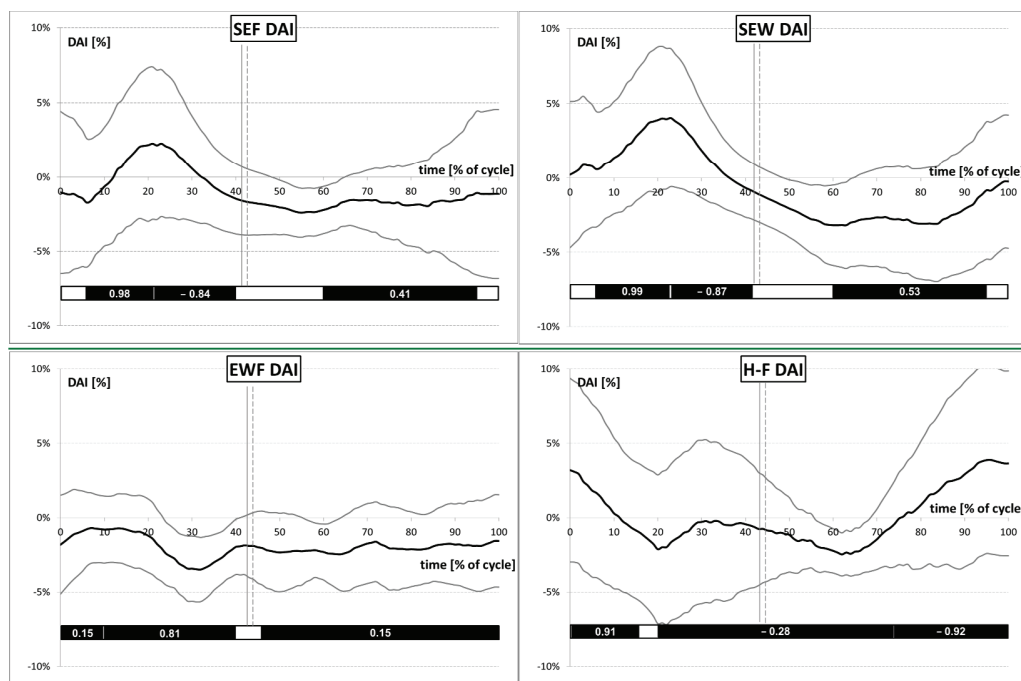 SEF DAI
DAI [%]
10%
5%
0%
-5%
-10%
time [% of cycle]
0 10 20 30 40 50 60 70 80 90 100
0.98 – 0.84 0.41
SEW DAI
DAI [%]
10%
5%
0%
-5%
-10%
time [% of cycle]
0 10 20 30 40 50 60 70 80 90 100
0.99 – 0.87 0.53
EWF DAI
DAI [%]
10%
5%
0%
-5%
-10%
0 10 20 30 40 50 60 70 80 90 100
time [% of cycle]
0.15 0.81 0.15
H-F DAI
DAI [%]
10%
5%
0%
-5%
-10%
time [% of cycle]
0 10 20 30 40 50 60 70 80 90 100
0.91 – 0.28 – 0.92